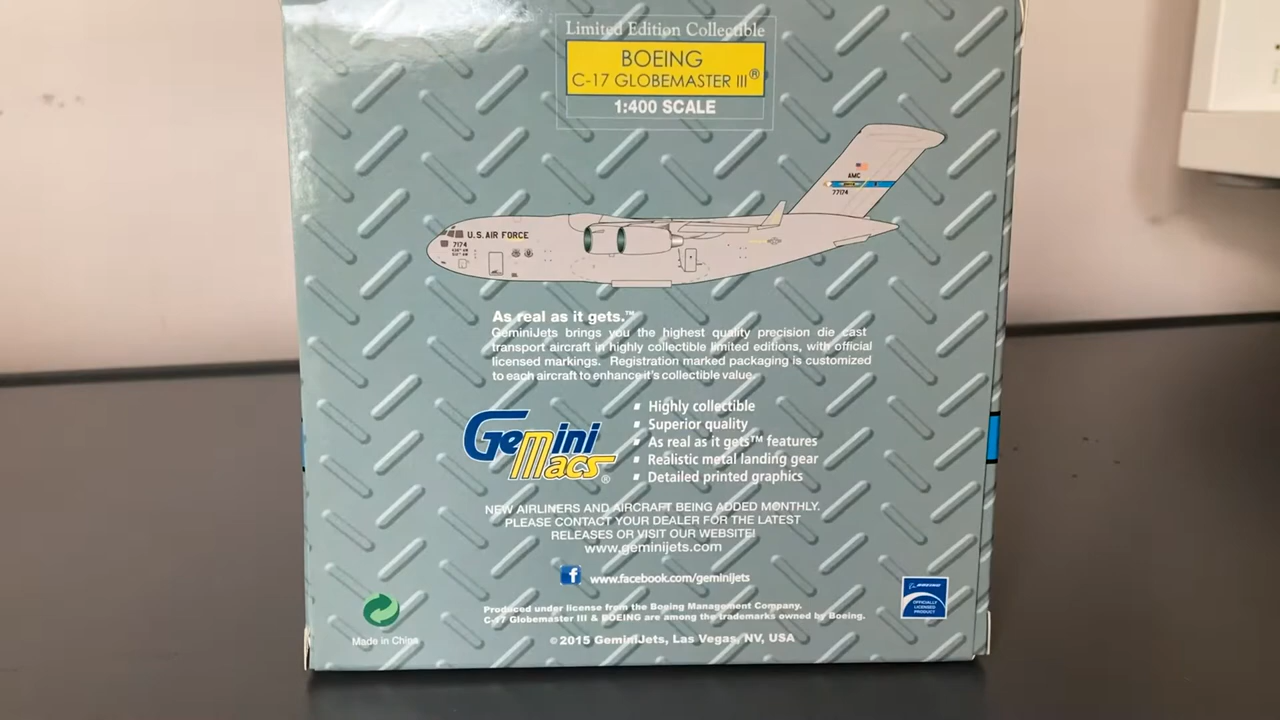 Limited Edition Collectible
BOEING
C-17 GLOBEMASTER III®
1:400 SCALE
AMC
77174
U.S. AIR FORCE
7174
As real as it gets.™
GeminiJets brings you the highest quality precision die cast
transport aircraft in highly collectible limited editions, with official
licensed markings. Registration marked packaging is customized
to each aircraft to enhance it's collectible value.
Gemini
Macs®
▪ Highly collectible
▪ Superior quality
▪ As real as it gets™ features
▪ Realistic metal landing gear
▪ Detailed printed graphics
NEW AIRLINERS AND AIRCRAFT BEING ADDED MONTHLY.
PLEASE CONTACT YOUR DEALER FOR THE LATEST
RELEASES OR VISIT OUR WEBSITE!
www.geminijets.com
f www.facebook.com/geminijets
BOEING
OFFICIALLY
LICENSED
PRODUCT
Produced under license from the Boeing Management Company.
C-17 Globemaster III & BOEING are among the trademarks owned by Boeing.
Made in China
©2015 GeminiJets, Las Vegas, NV, USA